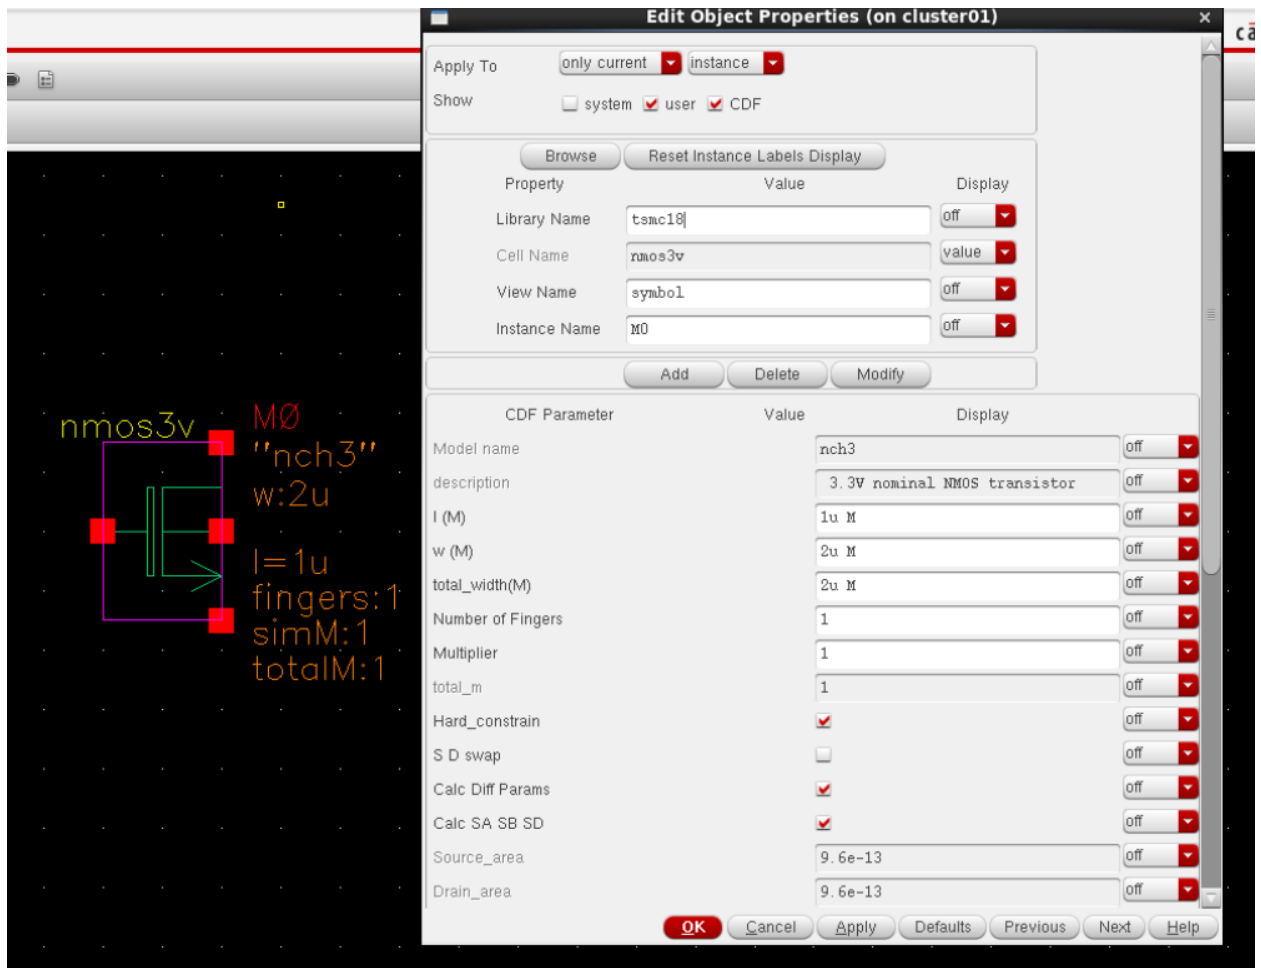 Edit Object Properties (on cluster01)
Apply To only current instance
Show system user CDF
Browse Reset Instance Labels Display
Property Value Display
Library Name tsmc18 off
Cell Name nmos3v value
View Name symbol off
Instance Name M0 off
Add Delete Modify
CDF Parameter Value Display
Model name nch3 off
description 3.3V nominal NMOS transistor off
l (M) 1u M off
w (M) 2u M off
total_width(M) 2u M off
Number of Fingers 1 off
Multiplier 1 off
total_m 1 off
Hard_constrain off
S D swap off
Calc Diff Params off
Calc SA SB SD off
Source_area 9.6e-13 off
Drain_area 9.6e-13 off
OK Cancel Apply Defaults Previous Next Help
nmos3v
M0
"nch3"
w:2u
l=1u
fingers:1
simM:1
totalM:1